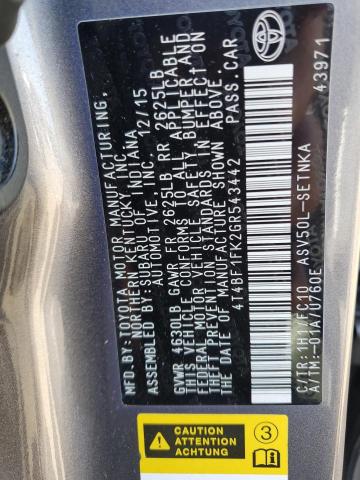 MFD BY: TOYOTA MOTOR MANUFACTURING,
NORTHERN KENTUCKY, INC.
ASSEMBLED BY: SUBARU OF INDIANA
AUTOMOTIVE, INC. 12/15
GVWR 4630LB GAWR FR 2625LB RR 2625LB
THIS VEHICLE CONFORMS TO ALL APPLICABLE
FEDERAL MOTOR VEHICLE SAFETY, BUMPER, AND
THEFT PREVENTION STANDARDS IN EFFECT ON
THE DATE OF MANUFACTURE SHOWN ABOVE.
4T4BF1FK2GR543442 PASS.CAR
C/TR:1H1/FC10 ASV50L-SETNKA
A/TM:-01A/U760E 43971
TOYOTA
CAUTION
ATTENTION
ACHTUNG
3